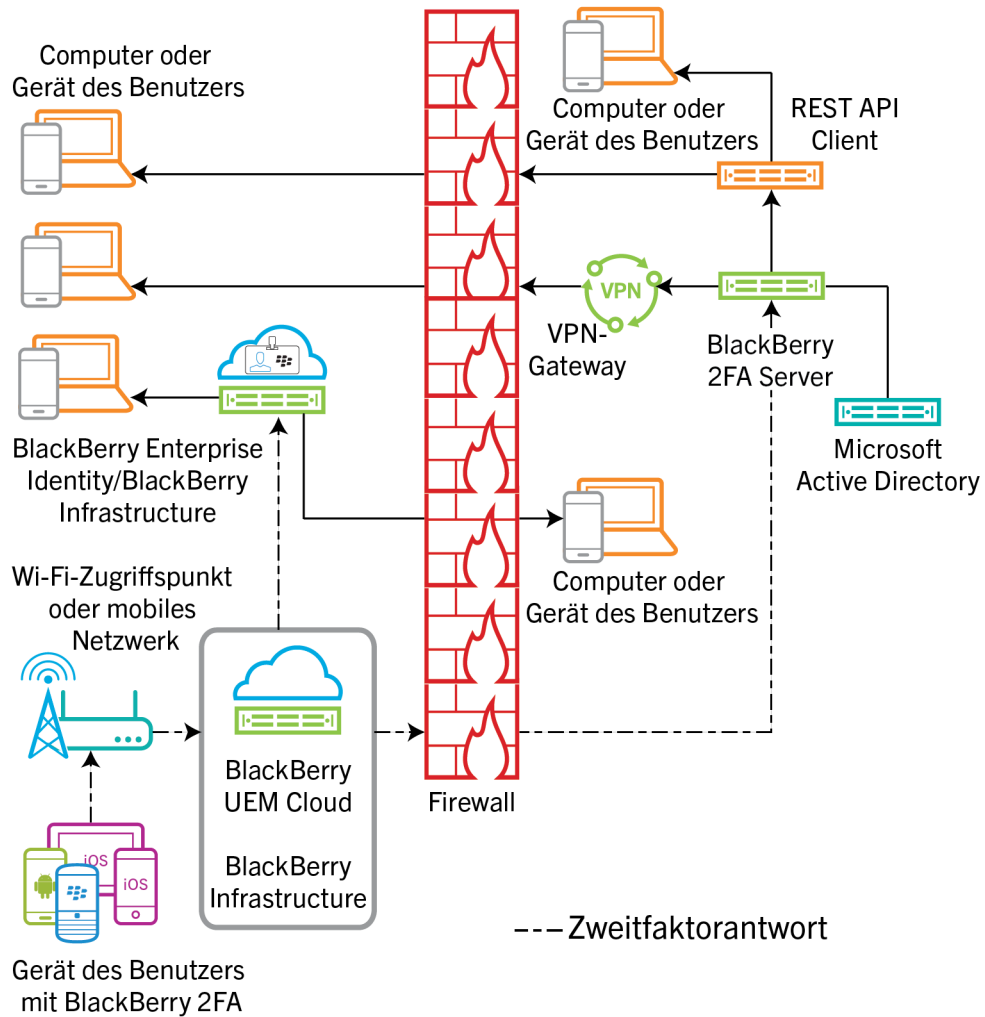 Computer oder
Gerät des Benutzers
Computer oder
Gerät des Benutzers
REST API
Client
VPN
VPN-
Gateway
BlackBerry
2FA Server
Microsoft
Active Directory
BlackBerry Enterprise
Identity/BlackBerry
Infrastructure
Computer oder
Gerät des Benutzers
Wi-Fi-Zugriffspunkt
oder mobiles
Netzwerk
BlackBerry
UEM Cloud
BlackBerry
Infrastructure
Firewall
iOS
iOS
Gerät des Benutzers
mit BlackBerry 2FA
Zweitfaktorantwort